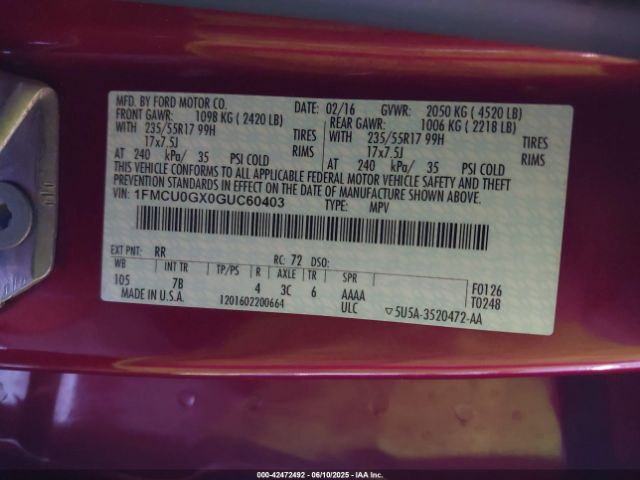 MFD. BY FORD MOTOR CO. DATE: 02/16 GVWR: 2050 KG ( 4520 LB)
FRONT GAWR: 1098 KG ( 2420 LB) REAR GAWR: 1006 KG ( 2218 LB)
WITH 235/55R17 99H TIRES WITH 235/55R17 99H TIRES
17x7.5J RIMS 17x7.5J RIMS
AT 240 kPa/ 35 PSI COLD AT 240 kPa/ 35 PSI COLD
THIS VEHICLE CONFORMS TO ALL APPLICABLE FEDERAL MOTOR VEHICLE SAFETY AND THEFT
PREVENTION STANDARDS IN EFFECT ON THE DATE OF MANUFACTURE SHOWN ABOVE.
VIN: 1FMCU0GX0GUC60403 TYPE: MPV
EXT PNT: RR RC: 72 DSO:
WB INT TR TP/PS R AXLE TR SPR F0126
105 7B 4 3C 6 AAAA T0248
MADE IN U.S.A. 1201602200664 ULC ▽5U5A-3520472-AA
000-42472492 - 06/10/2025 - IAA Inc.